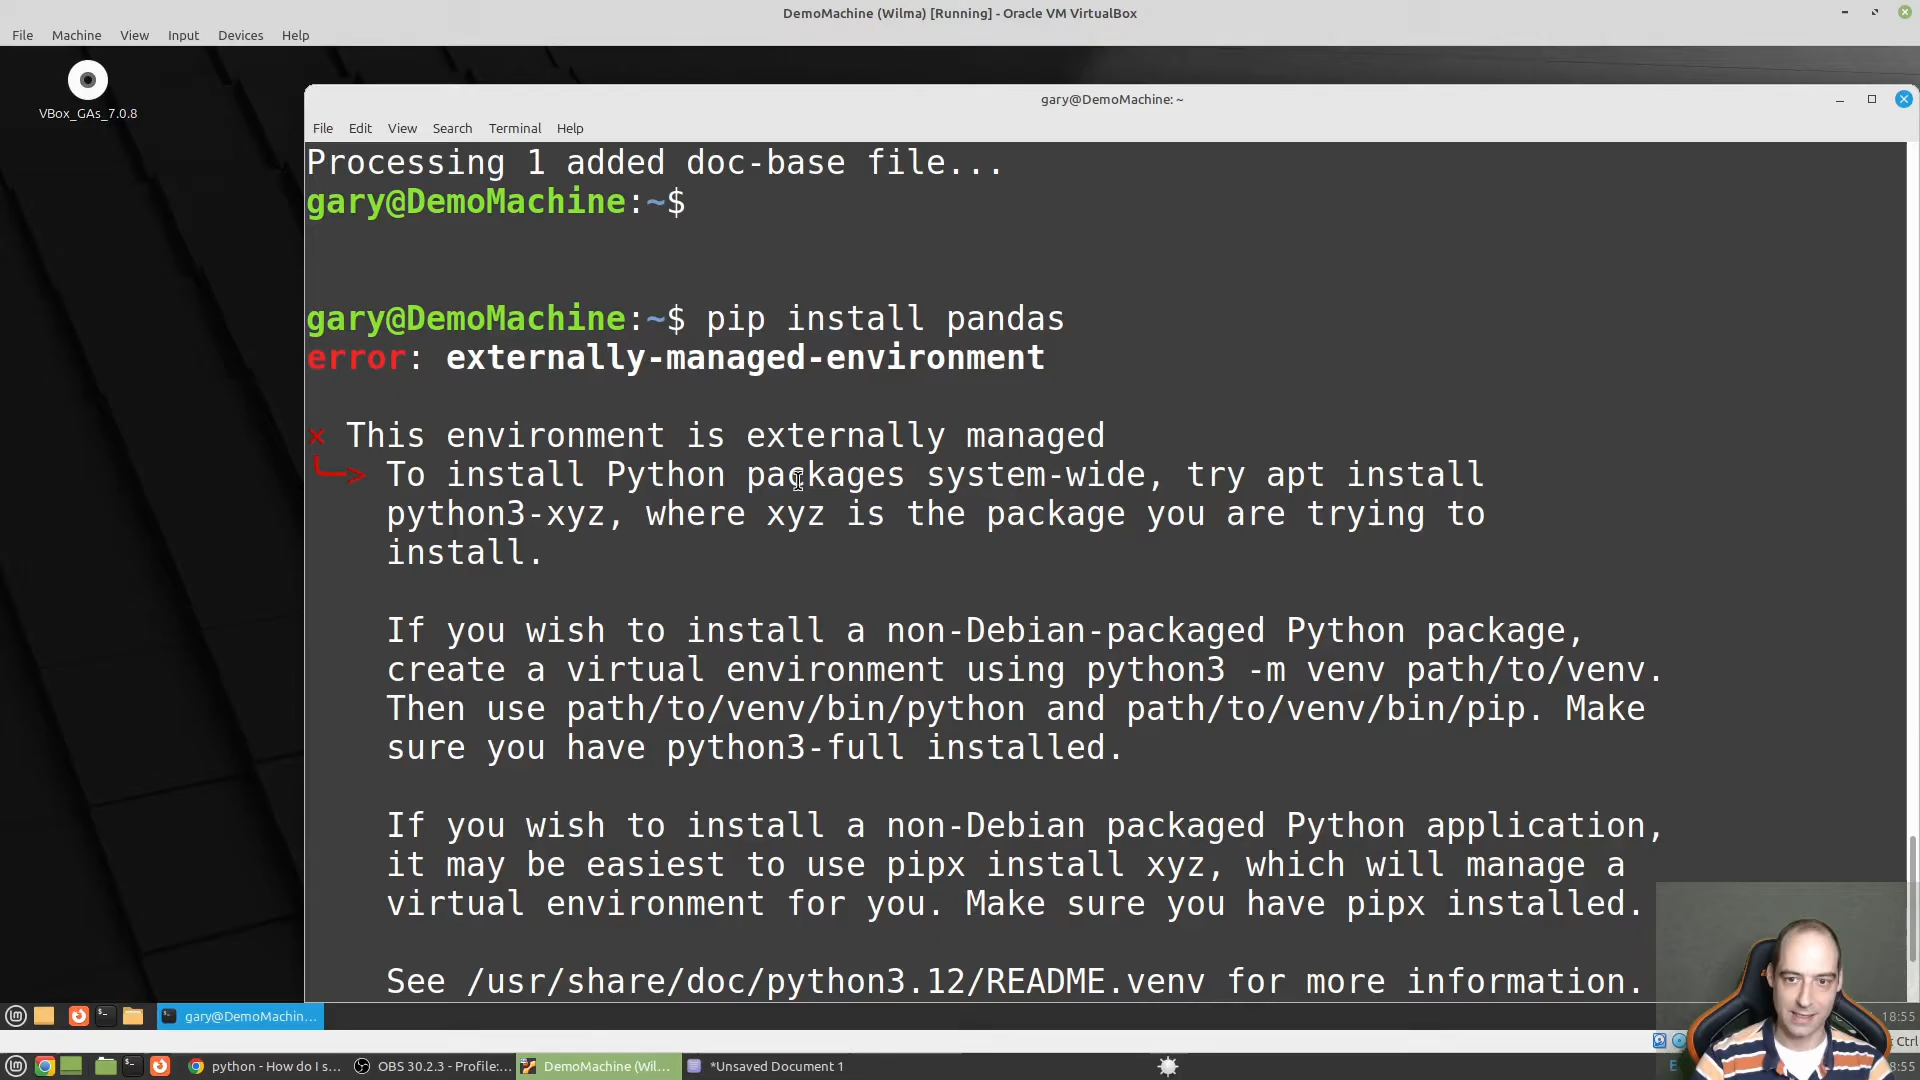 DemoMachine (Wilma) [Running] - Oracle VM VirtualBox
File Machine View Input Devices Help
VBox_GAs_7.0.8
gary@DemoMachine: ~
File Edit View Search Terminal Help
Processing 1 added doc-base file...
gary@DemoMachine:~$
gary@DemoMachine:~$ pip install pandas
error: externally-managed-environment
× This environment is externally managed
╰─> To install Python packages system-wide, try apt install
python3-xyz, where xyz is the package you are trying to
install.
If you wish to install a non-Debian-packaged Python package,
create a virtual environment using python3 -m venv path/to/venv.
Then use path/to/venv/bin/python and path/to/venv/bin/pip. Make
sure you have python3-full installed.
If you wish to install a non-Debian packaged Python application,
it may be easiest to use pipx install xyz, which will manage a
virtual environment for you. Make sure you have pipx installed.
See /usr/share/doc/python3.12/README.venv for more information.
gary@DemoMachin... 18:55
Ctrl
python - How do I s... OBS 30.2.3 - Profile:... DemoMachine (Wil... *Unsaved Document 1